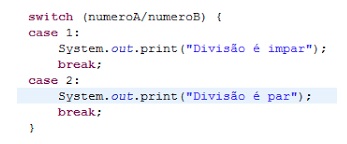 switch (numeroA/numeroB) {
case 1:
    System.out.print("Divisão é impar");
    break;
case 2:
    System.out.print("Divisão é par");
    break;
}